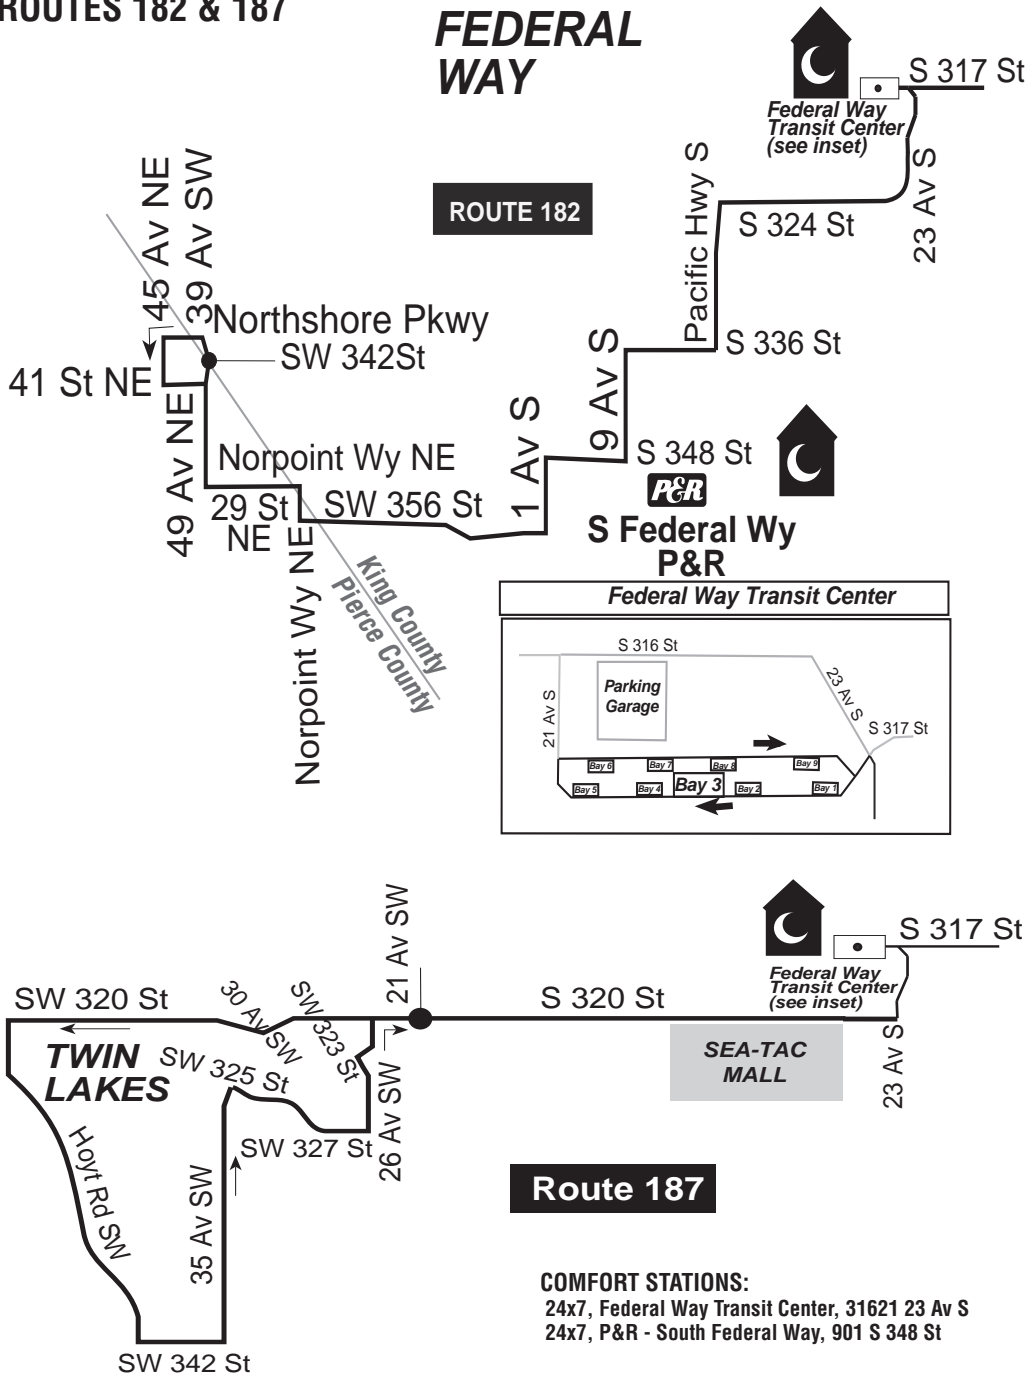 ROUTES 182 & 187
FEDERAL
WAY
S 317 St
Federal Way
Transit Center
(see inset)
Pacific Hwy S
23 Av S
45 Av NE
39 Av SW
ROUTE 182
S 324 St
Northshore Pkwy
SW 342St
S 336 St
41 St NE
9 Av S
1 Av S
49 Av NE
Norpoint Wy NE
S 348 St
P&R
29 St
NE
SW 356 St
S Federal Wy
P&R
Norpoint Wy NE
King County
Pierce County
Federal Way Transit Center
S 316 St
Parking
Garage
21 Av S
23 Av S
S 317 St
Bay 6
Bay 7
Bay 8
Bay 9
Bay 5
Bay 4
Bay 3
Bay 2
Bay 1
21 Av SW
S 317 St
Federal Way
Transit Center
(see inset)
SW 320 St
30 Av SW
SW 323 St
S 320 St
TWIN
LAKES
SW 325 St
SEA-TAC
MALL
23 Av S
26 Av SW
SW 327 St
Hoyt Rd SW
35 Av SW
Route 187
COMFORT STATIONS:
24x7, Federal Way Transit Center, 31621 23 Av S
24x7, P&R - South Federal Way, 901 S 348 St
SW 342 St